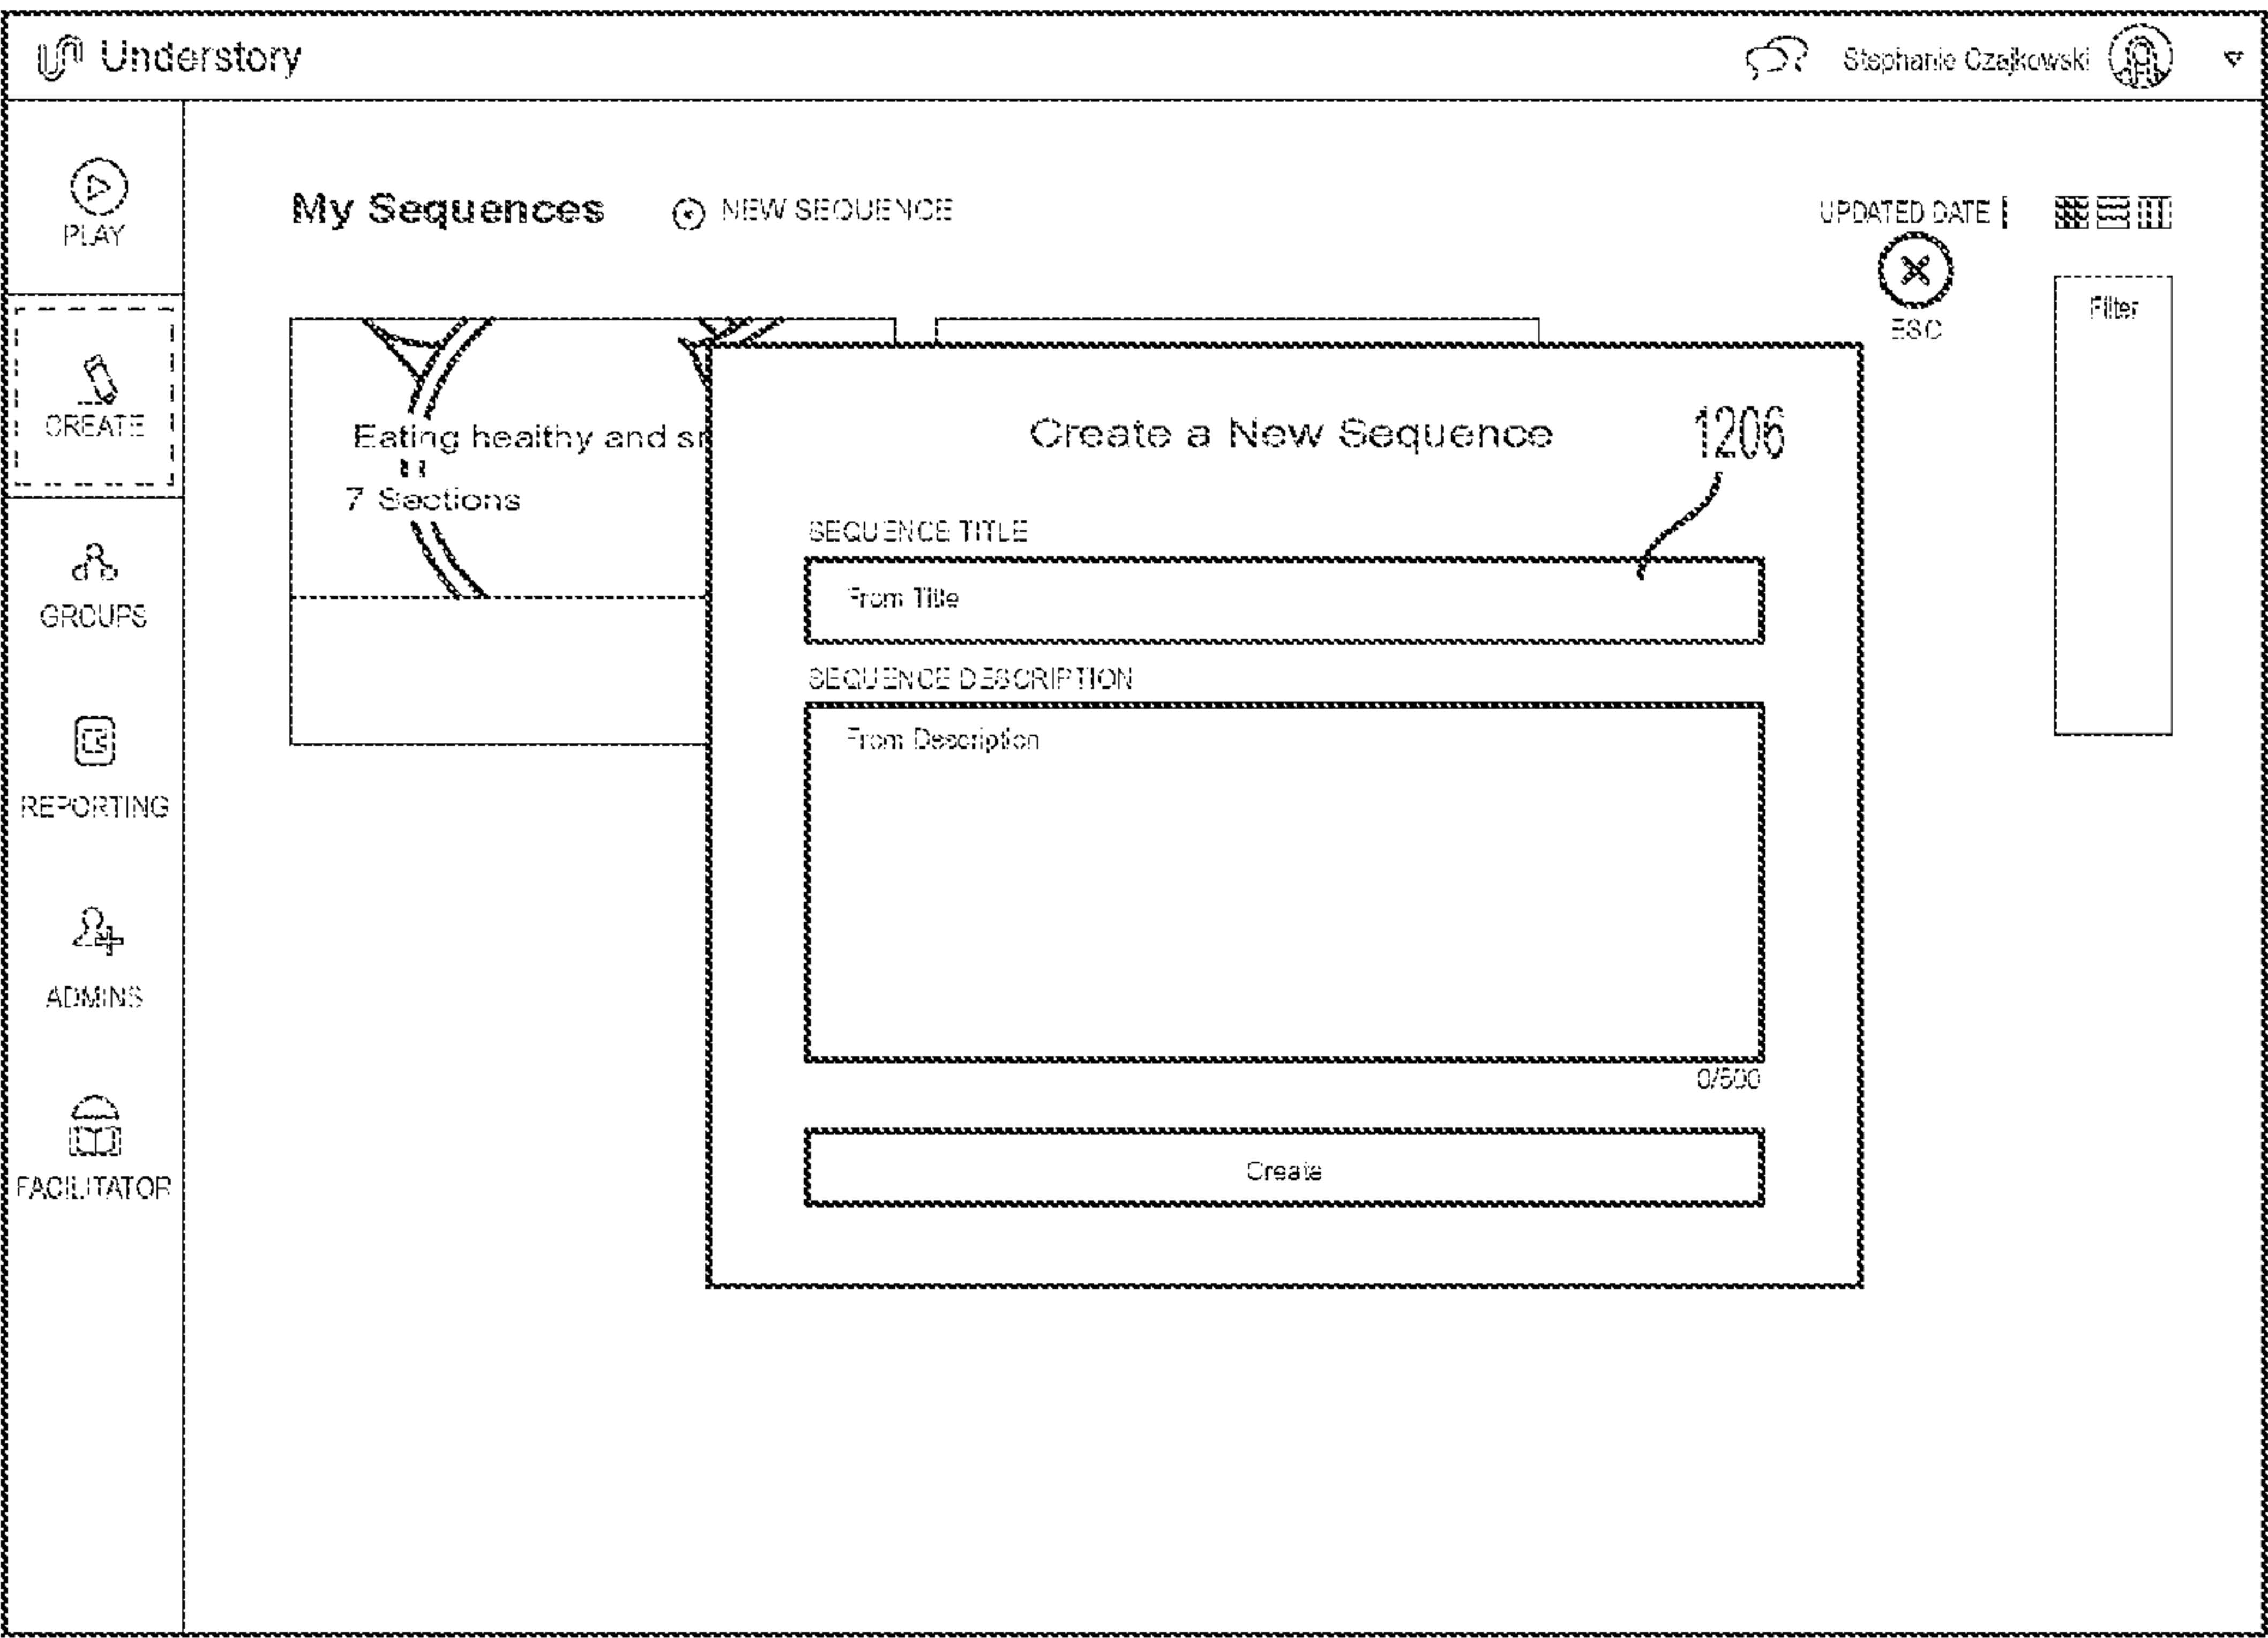 Understory
Stephanie Czajkowski
PLAY
My Sequences
NEW SEQUENCE
UPDATED DATE
ESC
Filter
CREATE
Eating healthy and
7 Sections
Create a New Sequence
1206
SEQUENCE TITLE
From Title
GROUPS
SEQUENCE DESCRIPTION
From Description
REPORTING
ADMINS
0/500
Create
FACILITATOR